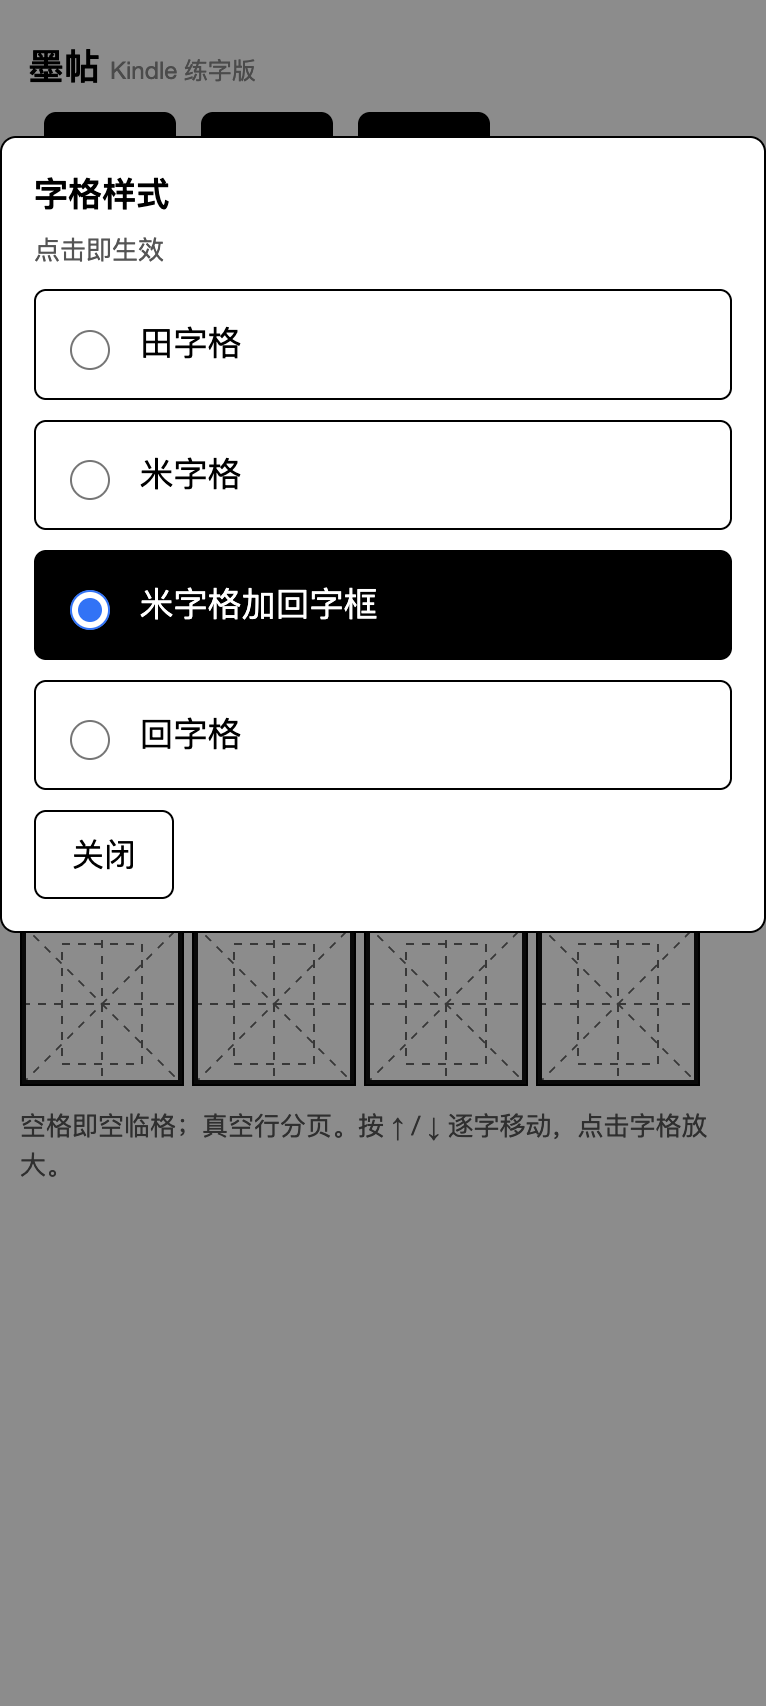 墨帖 Kindle 练字版
字格样式
点击即生效
田字格
米字格
米字格加回字框
回字格
关闭
空格即空临格；真空行分页。按 ↑ / ↓ 逐字移动，点击字格放
大。